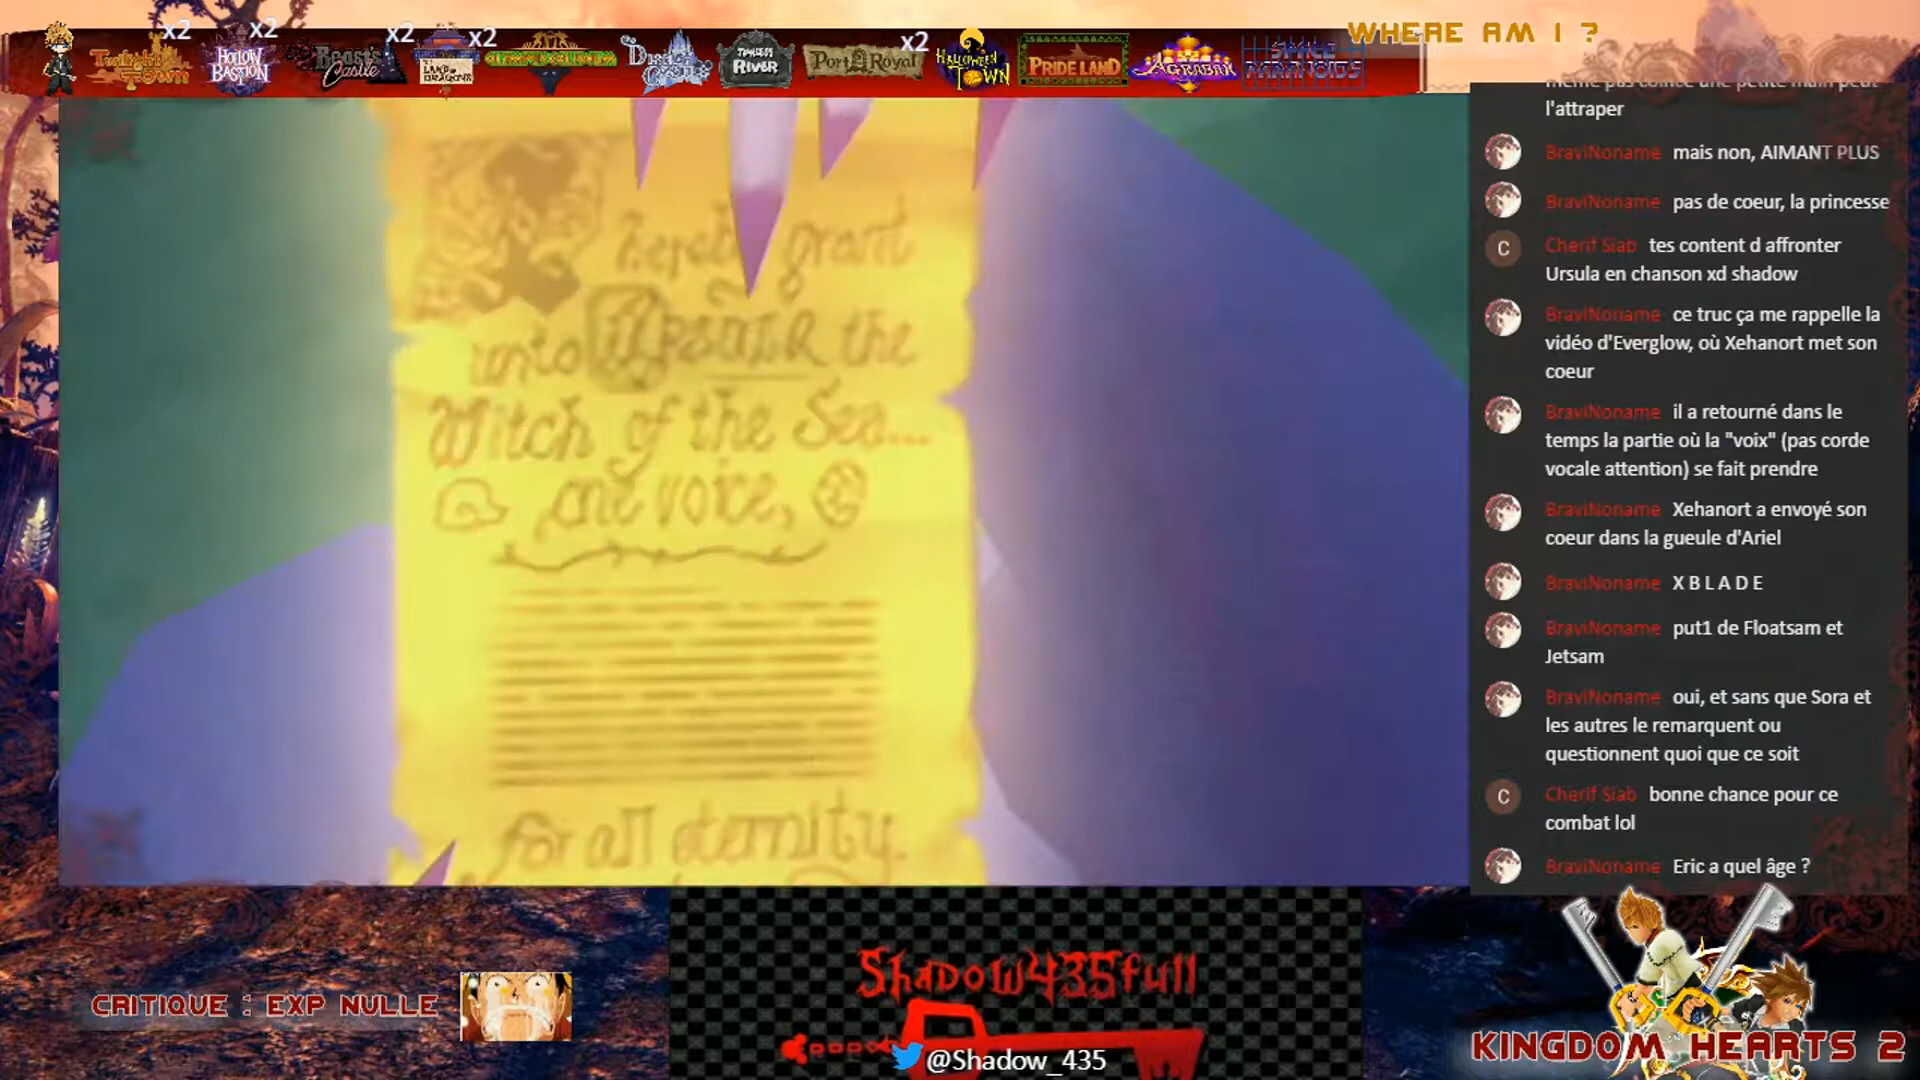 x2 x2 x2 x2 x2
WHERE AM I ?
Twilight Town
HOLLOW BASTION
Beast's Castle
LAND of DRAGONS
Disney Castle
TIMELESS RIVER
Port Royal
HALLOWEEN TOWN
PRIDE LAND
AGRABAH
SPACE PARANOIDS
hereby grant
unto Ursula the
Witch of the Sea...
one voice,
for all eternity.
l'attraper
BraviNoname mais non, AIMANT PLUS
BraviNoname pas de coeur, la princesse
C Cherif Siab tes content d affronter
Ursula en chanson xd shadow
BraviNoname ce truc ça me rappelle la
vidéo d'Everglow, où Xehanort met son
coeur
BraviNoname il a retourné dans le
temps la partie où la "voix" (pas corde
vocale attention) se fait prendre
BraviNoname Xehanort a envoyé son
coeur dans la gueule d'Ariel
BraviNoname X B L A D E
BraviNoname put1 de Floatsam et
Jetsam
BraviNoname oui, et sans que Sora et
les autres le remarquent ou
questionnent quoi que ce soit
C Cherif Siab bonne chance pour ce
combat lol
BraviNoname Eric a quel âge ?
CRITIQUE : EXP NULLE
Shadow435full
@Shadow_435
KINGDOM HEARTS 2